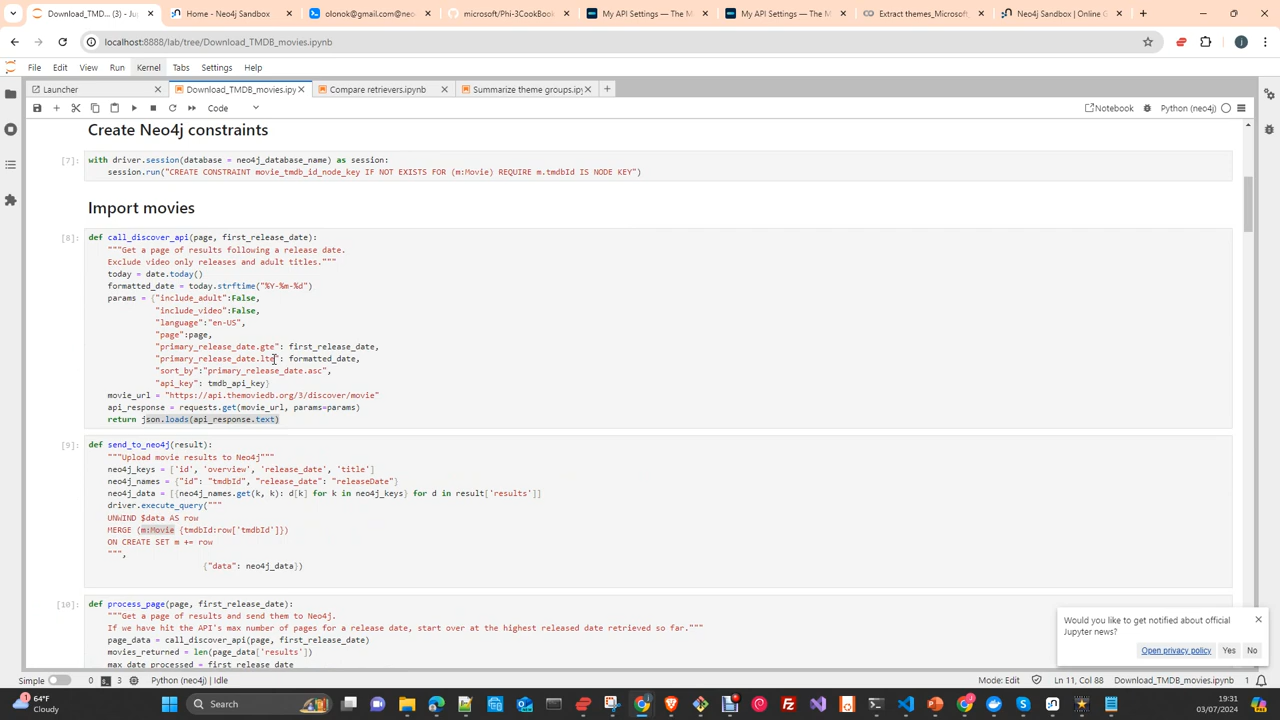 Download_TMD... (3) - Jupyt
Home - Neo4j Sandbox
olonok@gmail.com@neo
microsoft/Phi-3CookBook
My API Settings — The M
My API Settings — The M
Extract themes_Microsoft
Neo4j Sandbox | Online G
localhost:8888/lab/tree/Download_TMDB_movies.ipynb
File Edit View Run Kernel Tabs Settings Help
Launcher
Download_TMDB_movies.ipy
Compare retrievers.ipynb
Summarize theme groups.ipy
Code
Notebook
Python (neo4j)
Create Neo4j constraints
[7]:
with driver.session(database = neo4j_database_name) as session:
session.run("CREATE CONSTRAINT movie_tmdb_id_node_key IF NOT EXISTS FOR (m:Movie) REQUIRE m.tmdbId IS NODE KEY")
Import movies
[8]:
def call_discover_api(page, first_release_date):
"""Get a page of results following a release date.
Exclude video only releases and adult titles."""
today = date.today()
formatted_date = today.strftime("%Y-%m-%d")
params = {"include_adult":False,
"include_video":False,
"language":"en-US",
"page":page,
"primary_release_date.gte": first_release_date,
"primary_release_date.lte": formatted_date,
"sort_by":"primary_release_date.asc",
"api_key": tmdb_api_key}
movie_url = "https://api.themoviedb.org/3/discover/movie"
api_response = requests.get(movie_url, params=params)
return json.loads(api_response.text)
[9]:
def send_to_neo4j(result):
"""Upload movie results to Neo4j"""
neo4j_keys = ['id', 'overview', 'release_date', 'title']
neo4j_names = {"id": "tmdbId", "release_date": "releaseDate"}
neo4j_data = [{neo4j_names.get(k, k): d[k] for k in neo4j_keys} for d in result['results']]
driver.execute_query("""
UNWIND $data AS row
MERGE (m:Movie {tmdbId:row['tmdbId']})
ON CREATE SET m += row
""",
{"data": neo4j_data})
[10]:
def process_page(page, first_release_date):
"""Get a page of results and send them to Neo4j.
If we have hit the API's max number of pages for a release date, start over at the highest released date retrieved so far."""
page_data = call_discover_api(page, first_release_date)
movies_returned = len(page_data['results'])
max_date_processed = first_release_date
Would you like to get notified about official
Jupyter news?
Open privacy policy Yes No
Simple 0 3 Python (neo4j) | Idle
Mode: Edit Ln 11, Col 88 Download_TMDB_movies.ipynb 1
64°F
Cloudy
Search
19:31
03/07/2024